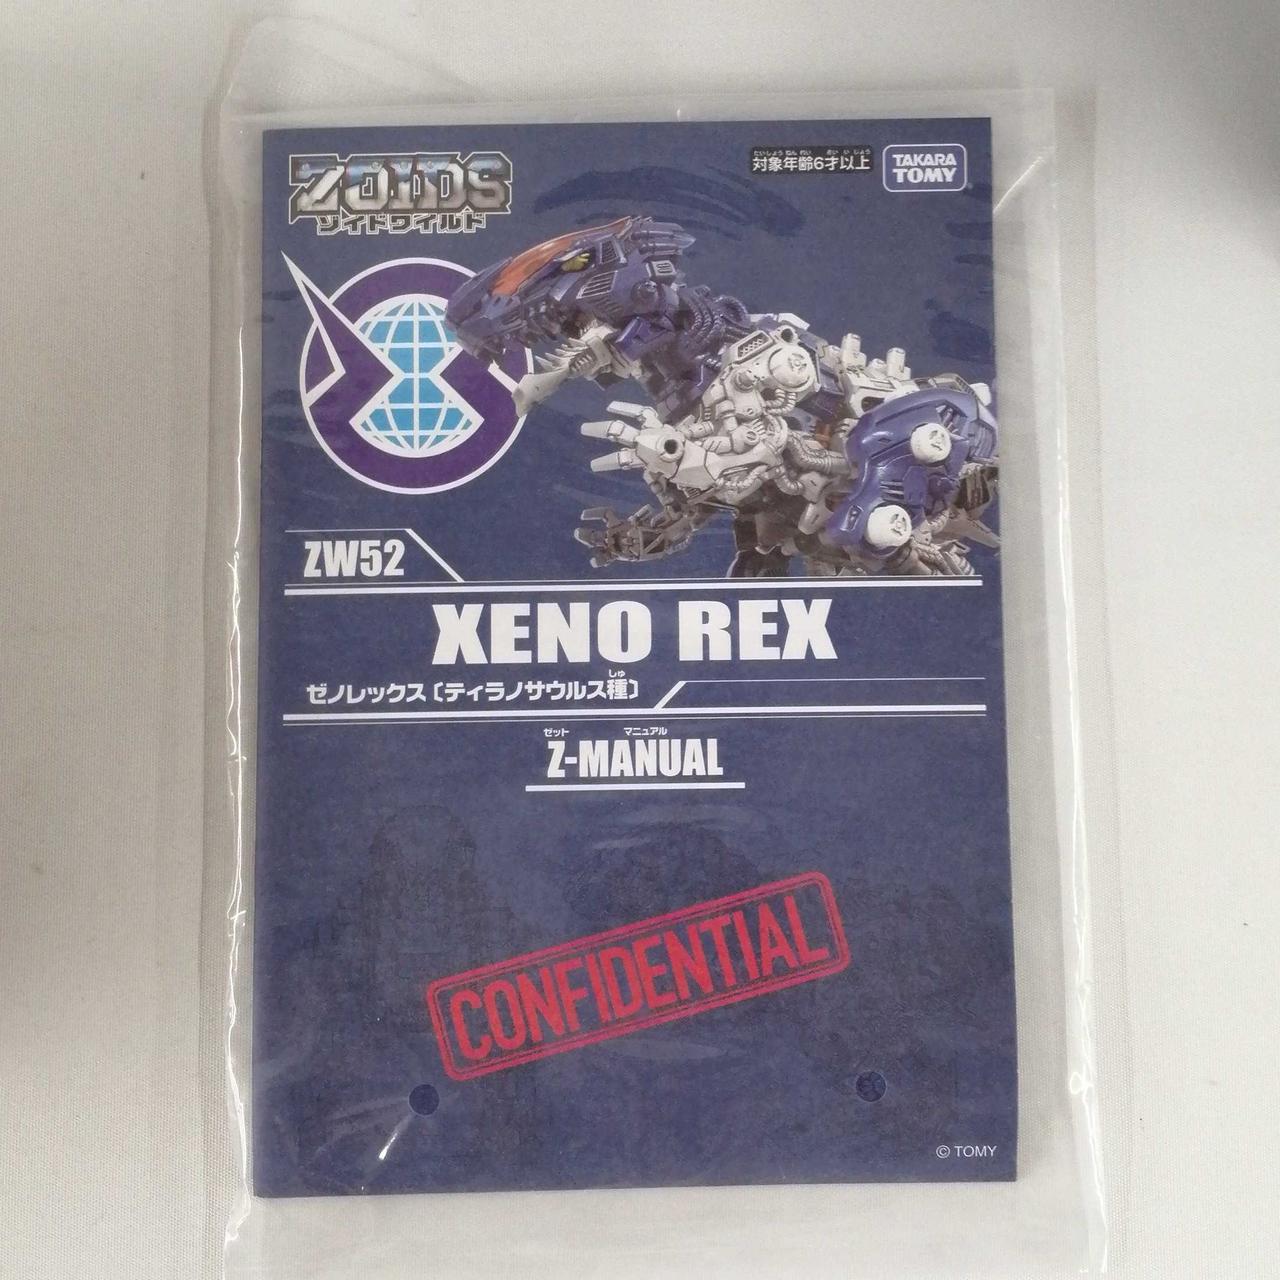 ZOIDS
ゾイドワイルド
たいしょうねんれい さい いじょう
対象年齢6才以上
TAKARA
TOMY
ZW52
XENO REX
しゅ
ゼノレックス〔ティラノサウルス種〕
ゼット マニュアル
Z-MANUAL
CONFIDENTIAL
© TOMY